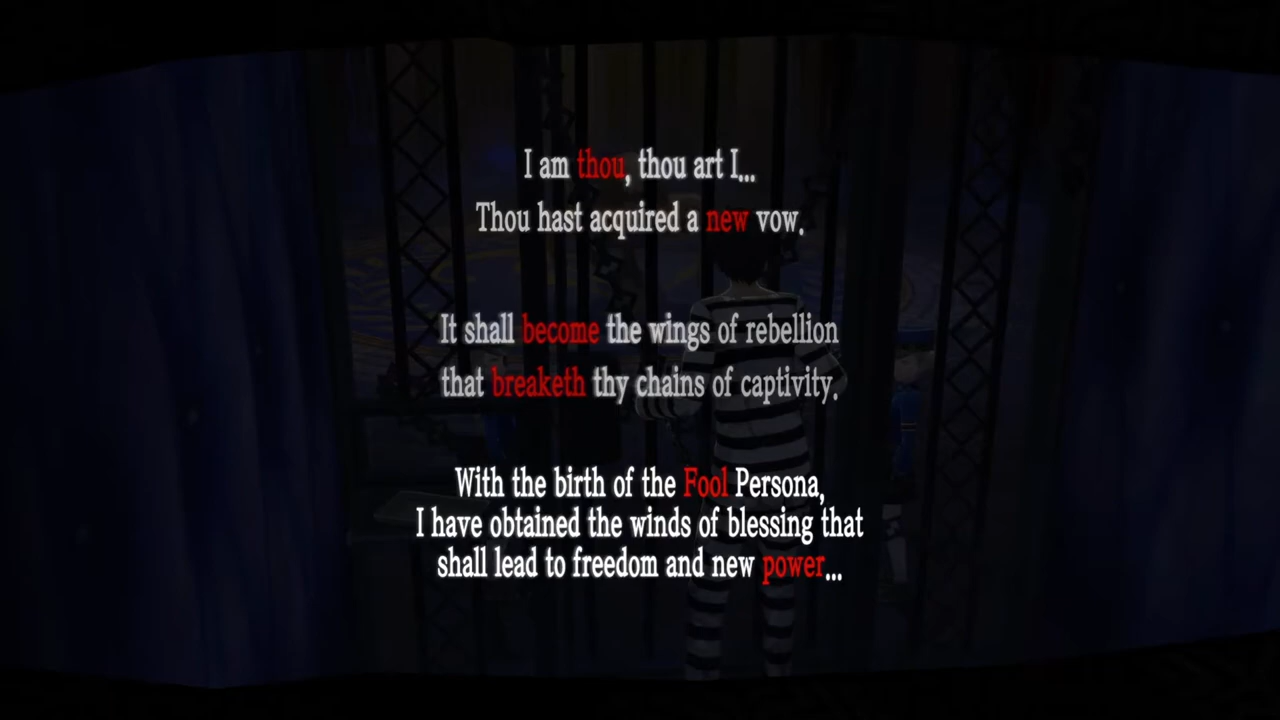 I am thou, thou art I...
Thou hast acquired a new vow.
It shall become the wings of rebellion
that breaketh thy chains of captivity.
With the birth of the Fool Persona,
I have obtained the winds of blessing that
shall lead to freedom and new power...